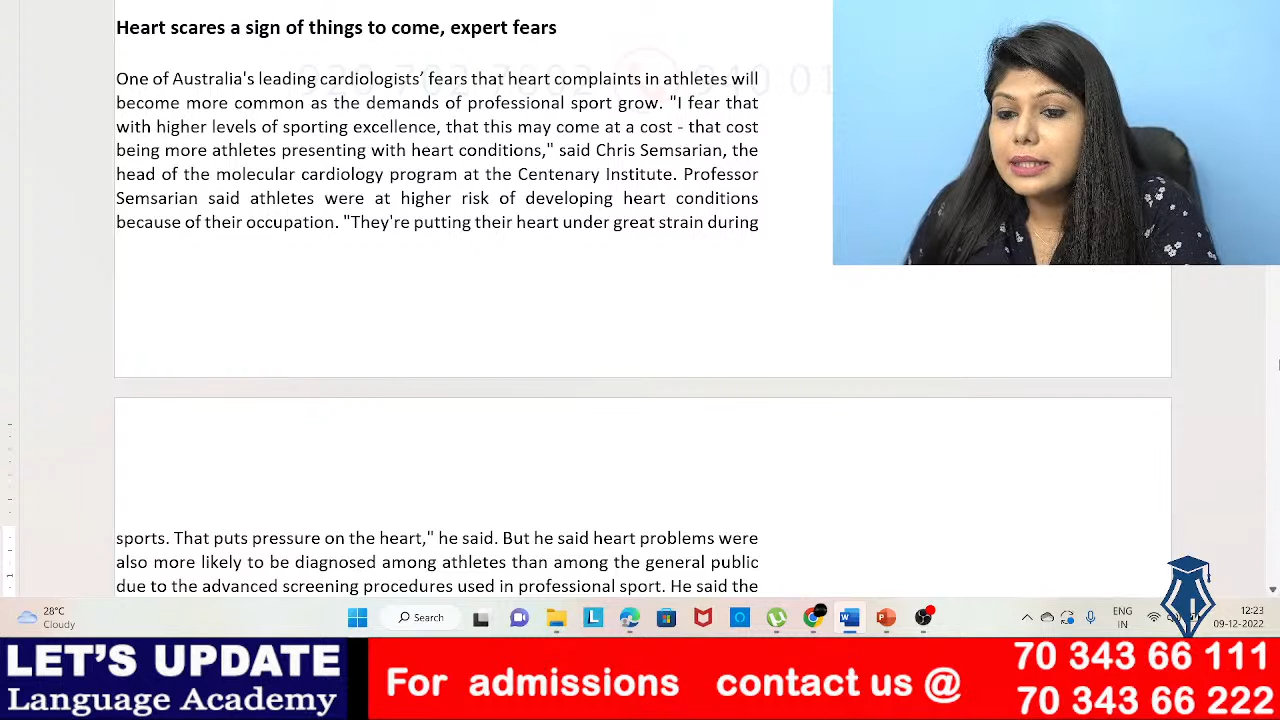 Heart scares a sign of things to come, expert fears
One of Australia's leading cardiologists’ fears that heart complaints in athletes will
become more common as the demands of professional sport grow. "I fear that
with higher levels of sporting excellence, that this may come at a cost - that cost
being more athletes presenting with heart conditions," said Chris Semsarian, the
head of the molecular cardiology program at the Centenary Institute. Professor
Semsarian said athletes were at higher risk of developing heart conditions
because of their occupation. "They're putting their heart under great strain during
sports. That puts pressure on the heart," he said. But he said heart problems were
also more likely to be diagnosed among athletes than among the general public
due to the advanced screening procedures used in professional sport. He said the
28°C
Cloudy
Search
ENG
IN
12:23
09-12-2022
LET'S UPDATE
Language Academy
For admissions contact us @
70 343 66 111
70 343 66 222